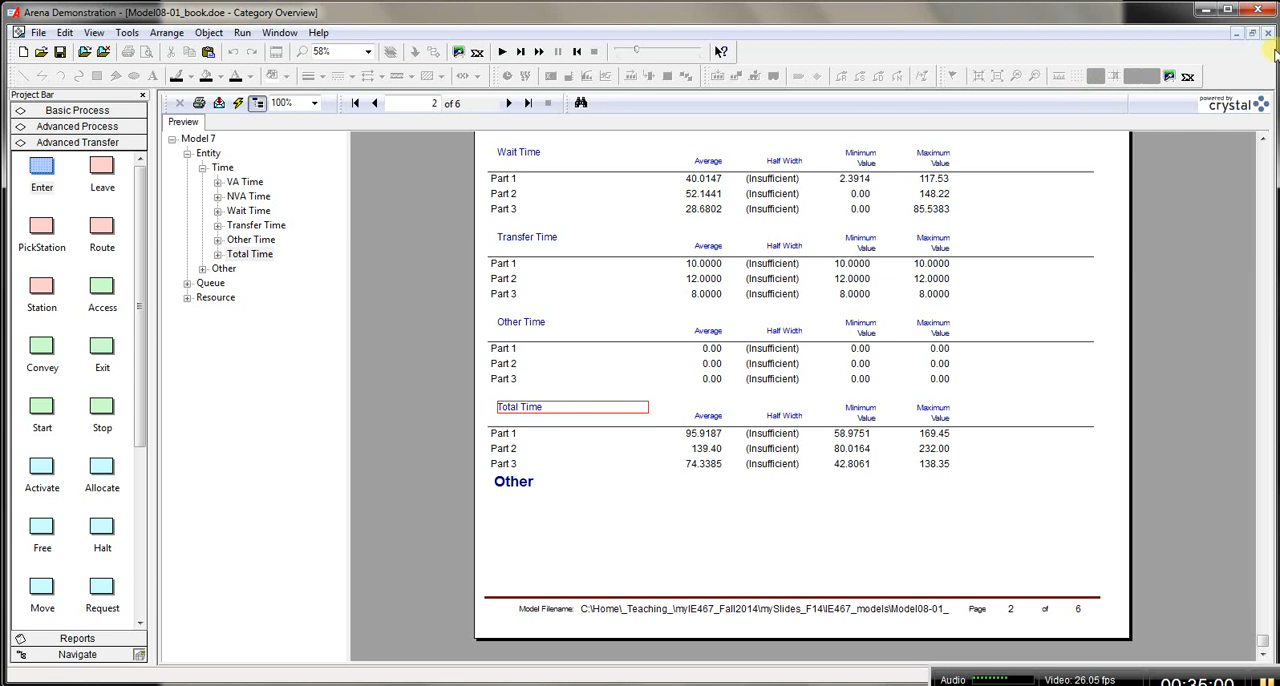 Arena Demonstration - [Model08-01_book.doe - Category Overview]
File Edit View Tools Arrange Object Run Window Help
58%
Project Bar
Basic Process
Advanced Process
Advanced Transfer
Enter Leave
PickStation Route
Station Access
Convey Exit
Start Stop
Activate Allocate
Free Halt
Move Request
Reports
Navigate
100% 2 of 6
powered by
crystal
Preview
Model 7
Entity
Time
VA Time
NVA Time
Wait Time
Transfer Time
Other Time
Total Time
Other
Queue
Resource
Wait Time Average Half Width Minimum Value Maximum Value
Part 1 40.0147 (Insufficient) 2.3914 117.53
Part 2 52.1441 (Insufficient) 0.00 148.22
Part 3 28.6802 (Insufficient) 0.00 85.5383
Transfer Time Average Half Width Minimum Value Maximum Value
Part 1 10.0000 (Insufficient) 10.0000 10.0000
Part 2 12.0000 (Insufficient) 12.0000 12.0000
Part 3 8.0000 (Insufficient) 8.0000 8.0000
Other Time Average Half Width Minimum Value Maximum Value
Part 1 0.00 (Insufficient) 0.00 0.00
Part 2 0.00 (Insufficient) 0.00 0.00
Part 3 0.00 (Insufficient) 0.00 0.00
Total Time Average Half Width Minimum Value Maximum Value
Part 1 95.9187 (Insufficient) 58.9751 169.45
Part 2 139.40 (Insufficient) 80.0164 232.00
Part 3 74.3385 (Insufficient) 42.8061 138.35
Other
Model Filename: C:\Home\_Teaching_\myIE467_Fall2014\mySlides_F14\IE467_models\Model08-01_ Page 2 of 6
Audio Video: 26.05 fps 00:35:00